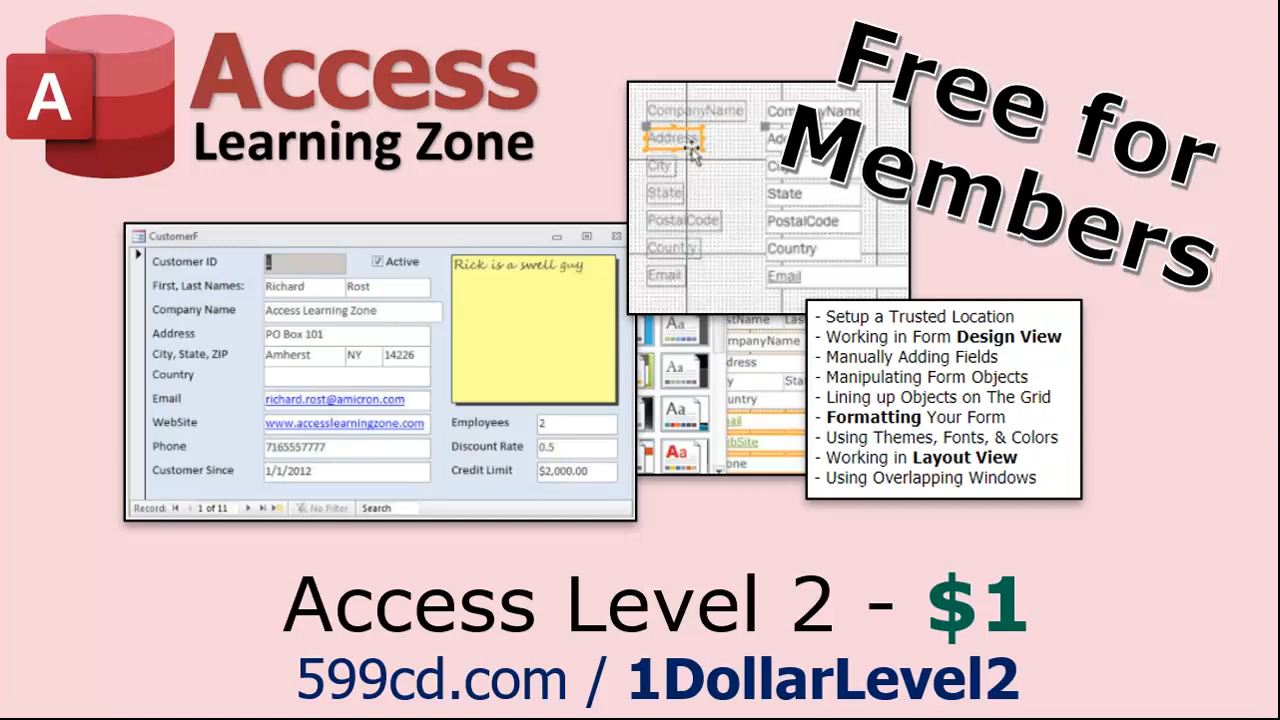 A
Access
Learning Zone
Free for
Members
CompanyName CompanyName
Address
City
State State
PostalCode PostalCode
Country Country
Email Email
CustomerF
Customer ID Active
First, Last Names: Richard Rost
Company Name Access Learning Zone
Address PO Box 101
City, State, ZIP Amherst NY 14226
Country
Email richard.rost@amicron.com
WebSite www.accesslearningzone.com
Phone 7165557777
Customer Since 1/1/2012
Rick is a swell guy
Employees 2
Discount Rate 0.5
Credit Limit $2,000.00
Record: 1 of 11 No Filter Search
Aa
Aa
Aa
Aa
- Setup a Trusted Location
- Working in Form Design View
- Manually Adding Fields
- Manipulating Form Objects
- Lining up Objects on The Grid
- Formatting Your Form
- Using Themes, Fonts, & Colors
- Working in Layout View
- Using Overlapping Windows
Access Level 2 - $1
599cd.com / 1DollarLevel2